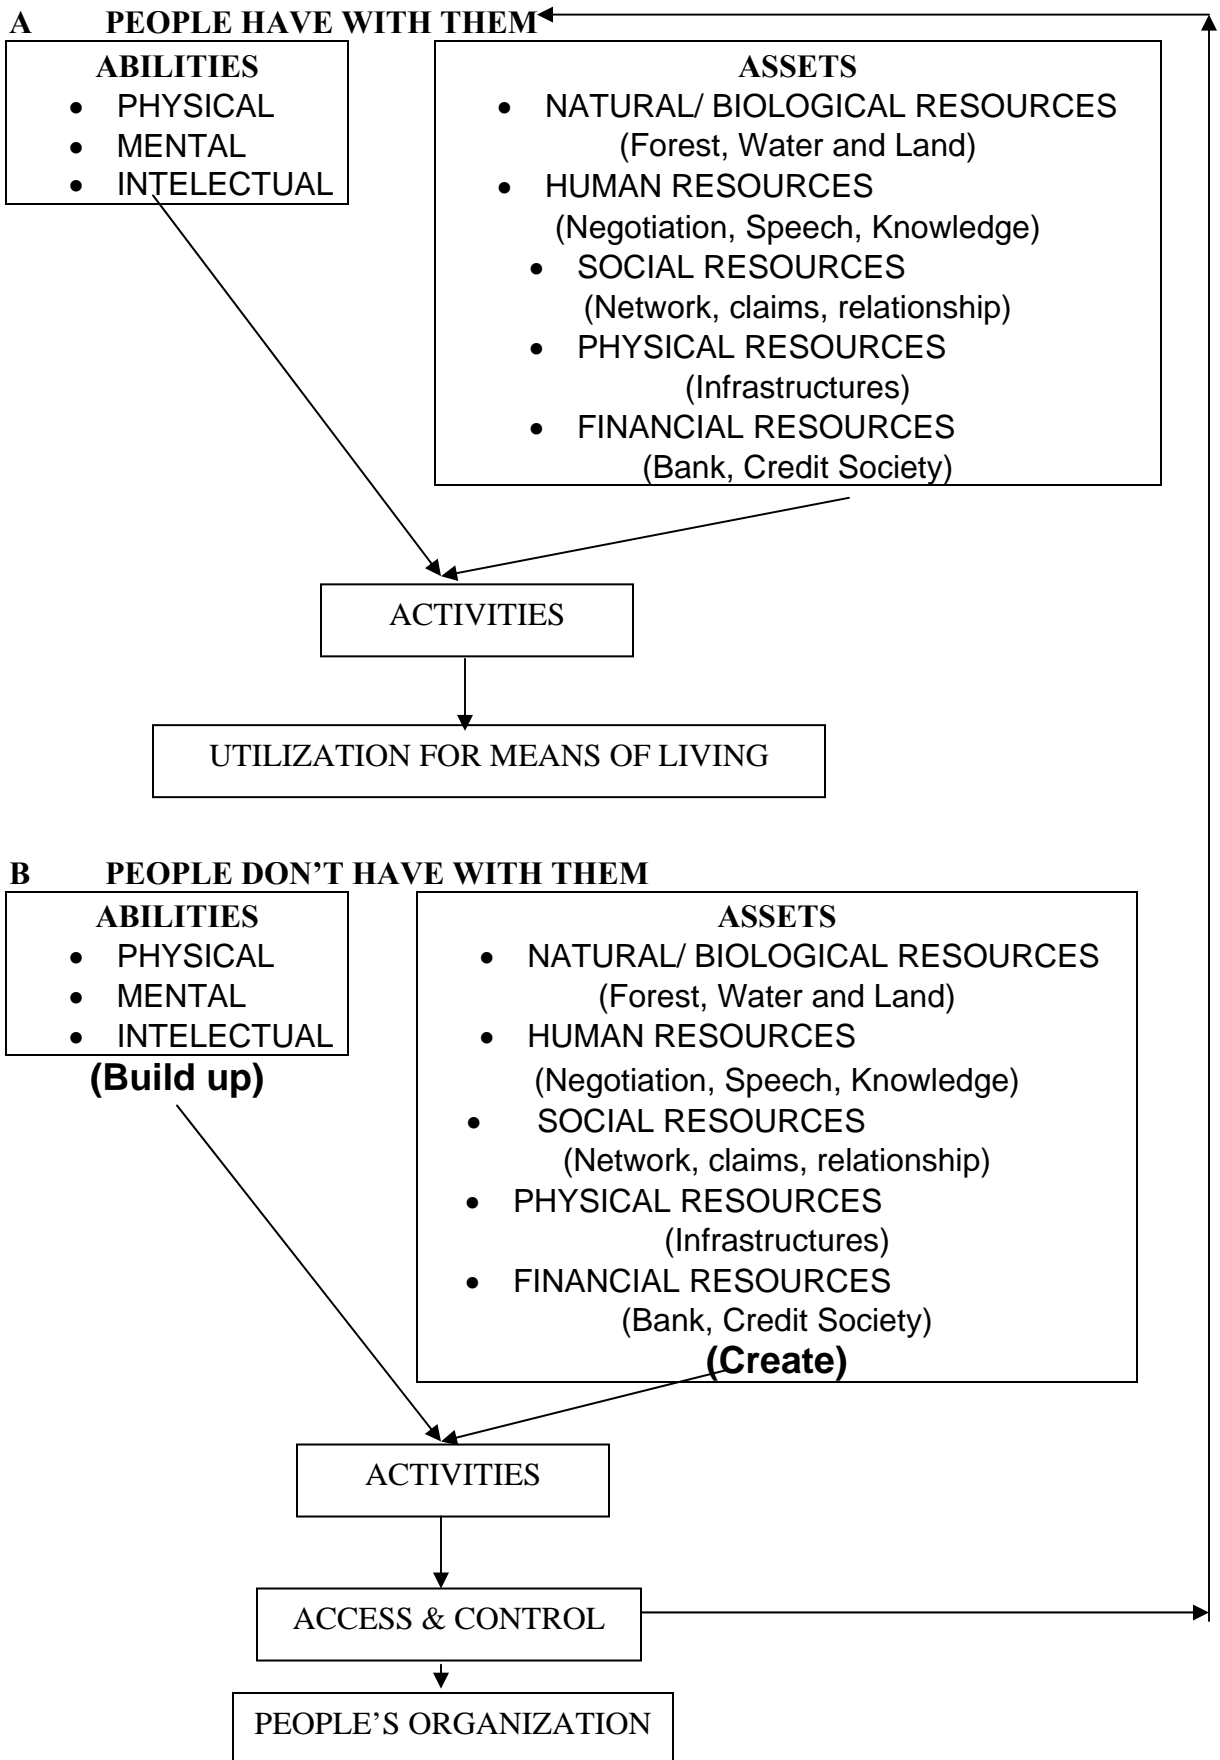 A PEOPLE HAVE WITH THEM
ABILITIES
• PHYSICAL
• MENTAL
• INTELECTUAL
ASSETS
• NATURAL/ BIOLOGICAL RESOURCES
(Forest, Water and Land)
• HUMAN RESOURCES
(Negotiation, Speech, Knowledge)
• SOCIAL RESOURCES
(Network, claims, relationship)
• PHYSICAL RESOURCES
(Infrastructures)
• FINANCIAL RESOURCES
(Bank, Credit Society)
ACTIVITIES
UTILIZATION FOR MEANS OF LIVING
B PEOPLE DON’T HAVE WITH THEM
ABILITIES
• PHYSICAL
• MENTAL
• INTELECTUAL
(Build up)
ASSETS
• NATURAL/ BIOLOGICAL RESOURCES
(Forest, Water and Land)
• HUMAN RESOURCES
(Negotiation, Speech, Knowledge)
• SOCIAL RESOURCES
(Network, claims, relationship)
• PHYSICAL RESOURCES
(Infrastructures)
• FINANCIAL RESOURCES
(Bank, Credit Society)
(Create)
ACTIVITIES
ACCESS & CONTROL
PEOPLE’S ORGANIZATION